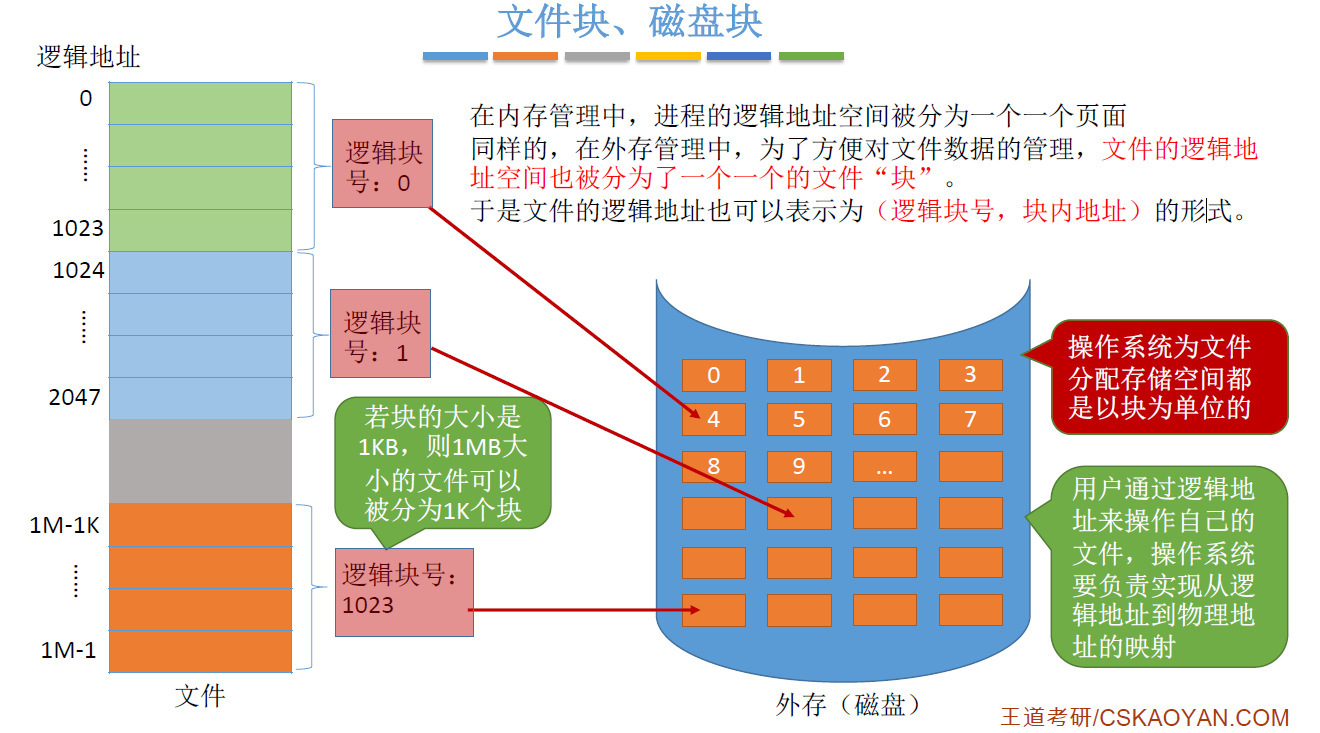 文件块、磁盘块
逻辑地址
0
......
1023
1024
......
2047
1M-1K
......
1M-1
文件
逻辑块
号：0
逻辑块
号：1
若块的大小是
1KB，则1MB大
小的文件可以
被分为1K个块
逻辑块号：
1023
在内存管理中，进程的逻辑地址空间被分为一个一个页面
同样的，在外存管理中，为了方便对文件数据的管理，文件的逻辑地
址空间也被分为了一个一个的文件“块”。
于是文件的逻辑地址也可以表示为（逻辑块号，块内地址）的形式。
0 1 2 3
4 5 6 7
8 9 ...
外存（磁盘）
操作系统为文件
分配存储空间都
是以块为单位的
用户通过逻辑地
址来操作自己的
文件，操作系统
要负责实现从逻
辑地址到物理地
址的映射
王道考研/CSKAOYAN.COM